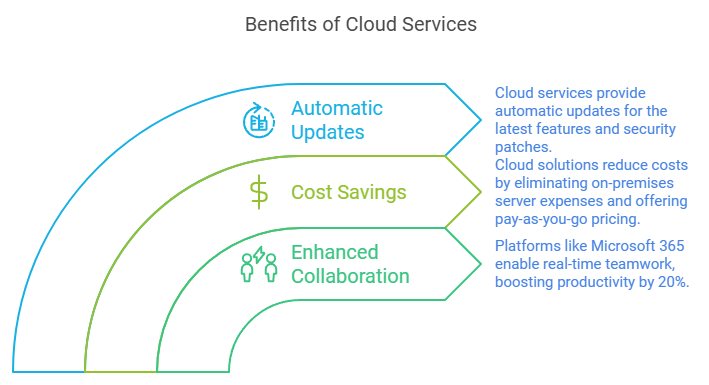 Benefits of Cloud Services
Automatic
Updates
Cloud services provide
automatic updates for the
latest features and security
patches.
Cost Savings
Cloud solutions reduce costs
by eliminating on-premises
server expenses and offering
pay-as-you-go pricing.
Enhanced
Collaboration
Platforms like Microsoft 365
enable real-time teamwork,
boosting productivity by 20%.